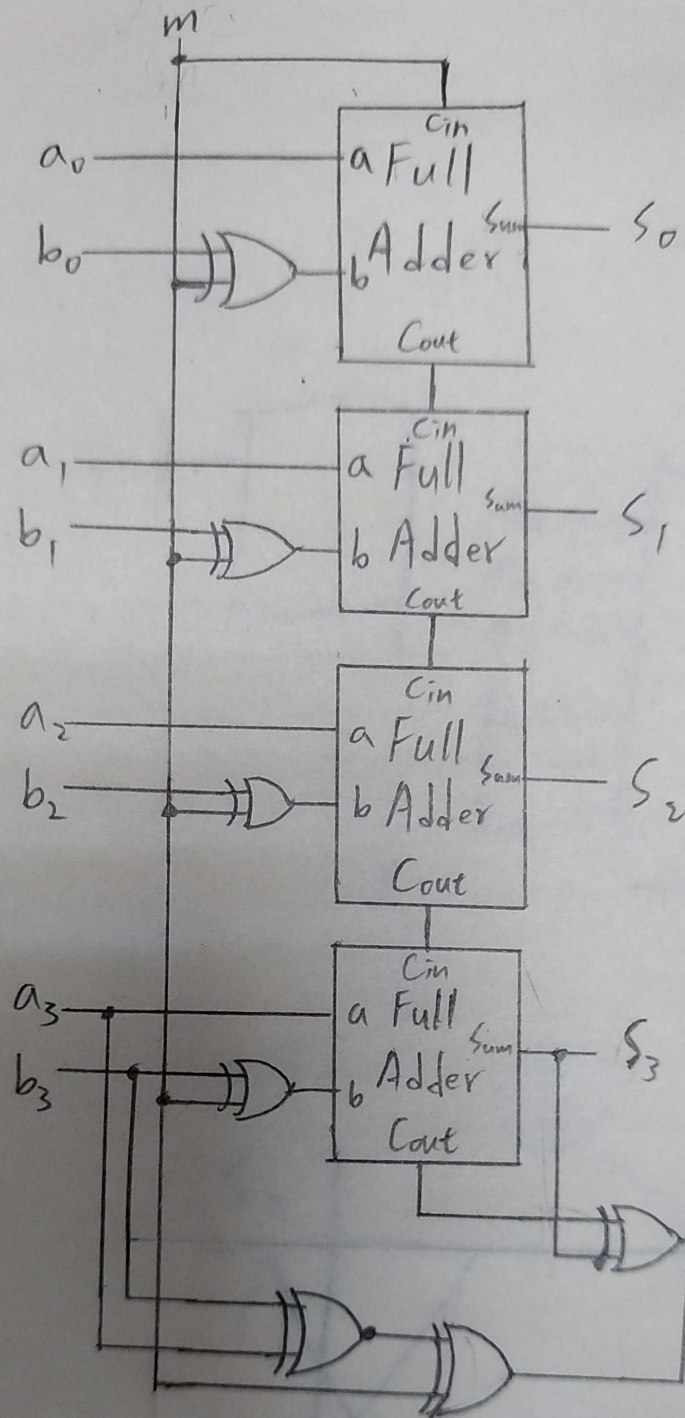 m
Cin
a0 a Full
Sum S0
b0 b Adder
Cout
Cin
a1 a Full
Sum S1
b1 b Adder
Cout
Cin
a2 a Full
Sum S2
b2 b Adder
Cout
Cin
a3 a Full
Sum S3
b3 b Adder
Cout